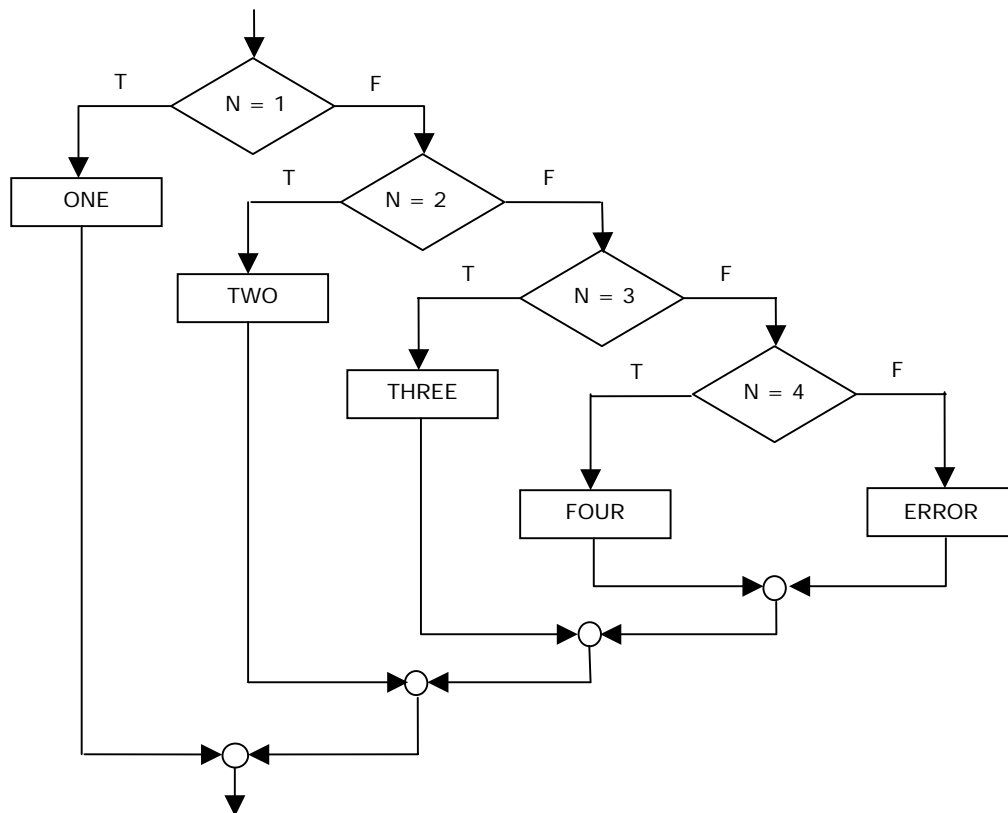 T
F
N = 1
ONE
T
F
N = 2
TWO
T
F
N = 3
THREE
T
F
N = 4
FOUR
ERROR